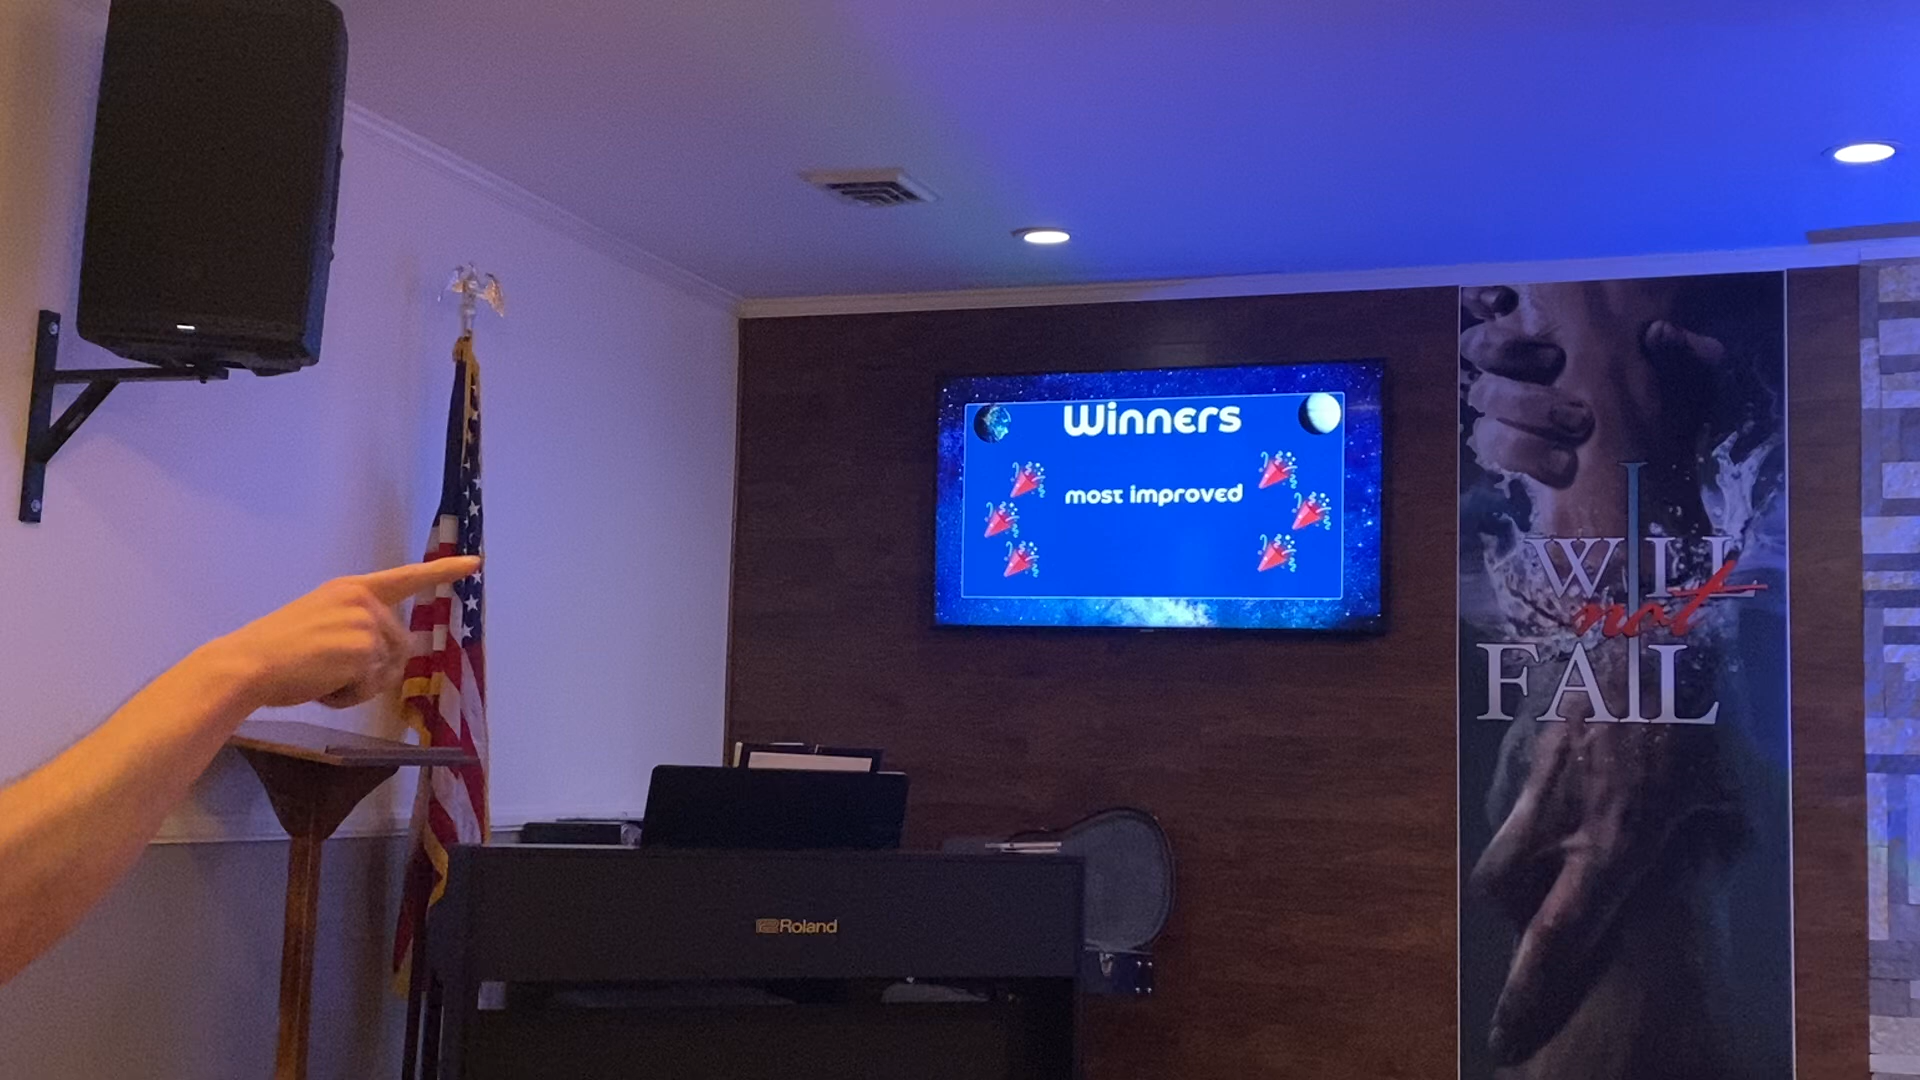 Winners
most improved
I WILL
not
FAIL
Roland